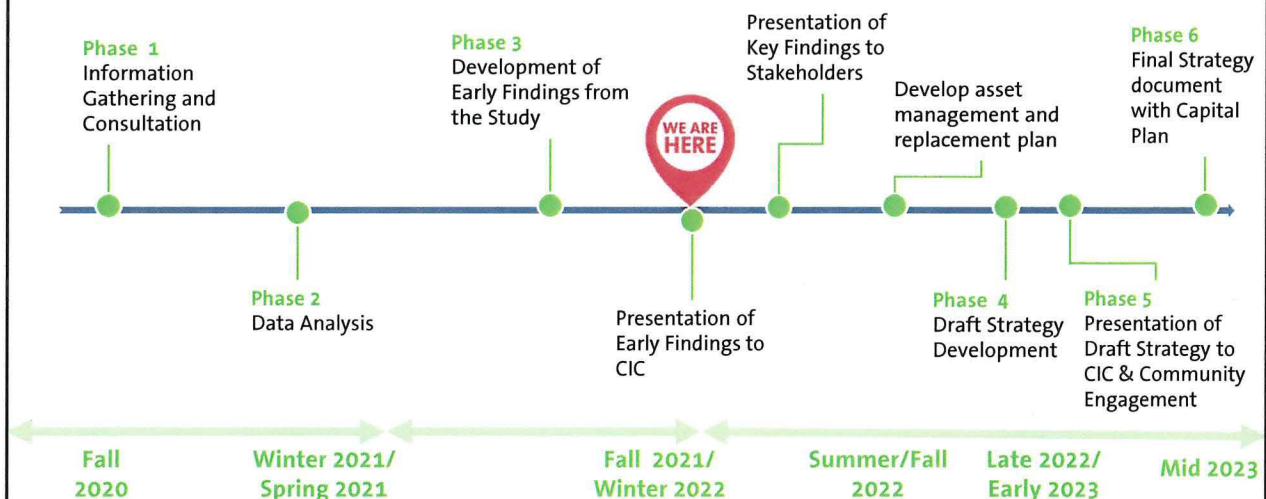 Phase 1
Information
Gathering and
Consultation
Phase 2
Data Analysis
Phase 3
Development of
Early Findings from
the Study
WE ARE
HERE
Presentation of
Early Findings to
CIC
Presentation of
Key Findings to
Stakeholders
Develop asset
management and
replacement plan
Phase 4
Draft Strategy
Development
Phase 5
Presentation of
Draft Strategy to
CIC & Community
Engagement
Phase 6
Final Strategy
document
with Capital
Plan
Fall
2020
Winter 2021/
Spring 2021
Fall 2021/
Winter 2022
Summer/Fall
2022
Late 2022/
Early 2023
Mid 2023